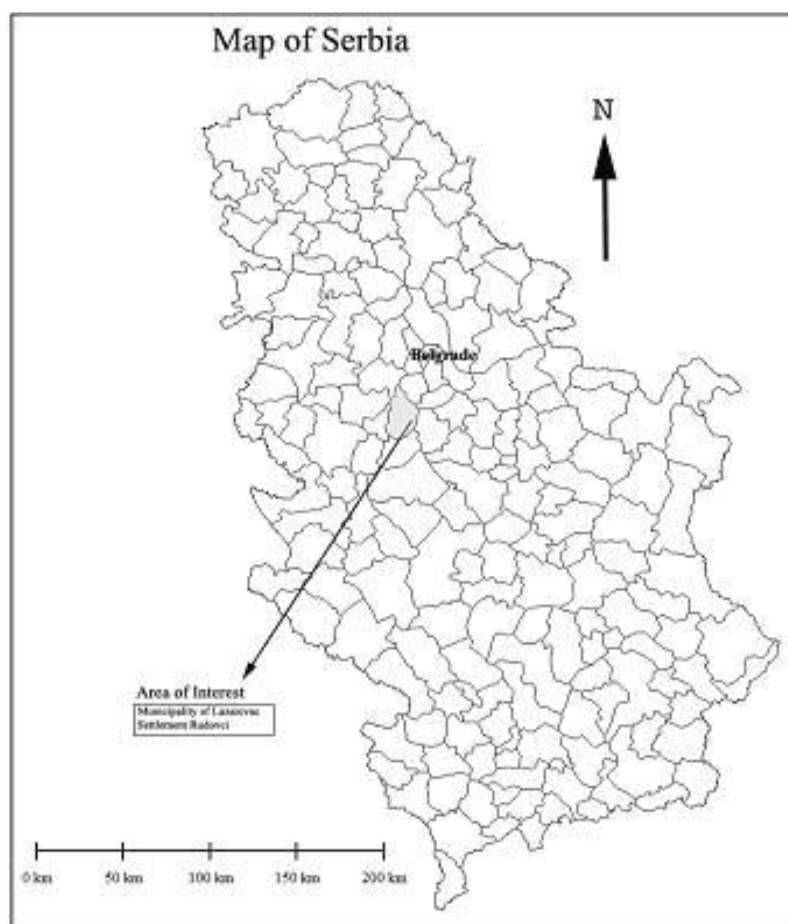 Map of Serbia
N
Belgrade
Area of Interest
Municipality of Lazarevac
Settlement Rudovci
0 km 50 km 100 km 150 km 200 km